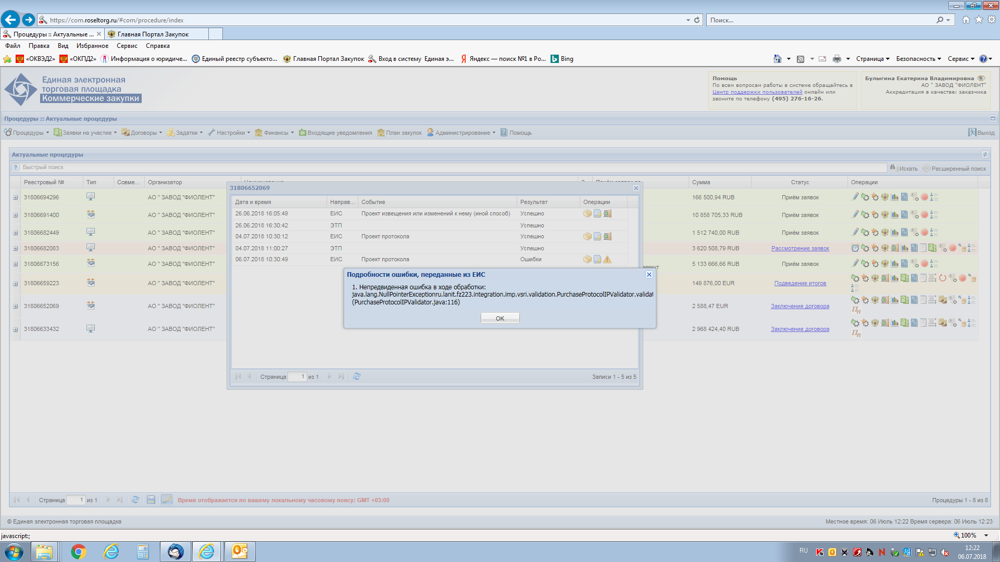 https://com.roseltorg.ru/#com/procedure/index
Поиск...
Процедуры :: Актуальные ...
Главная Портал Закупок
Файл Правка Вид Избранное Сервис Справка
«ОКВЭД2» «ОКПД2» Информация о юридиче... Единый реестр субъекто... Главная Портал Закупок Вход в систему Единая э... Яндекс — поиск №1 в Ро... Bing
Страница Безопасность Сервис
Единая электронная
торговая площадка
Коммерческие закупки
Помощь
По всем вопросам работы в системе обращайтесь в
Центр поддержки пользователей онлайн или
звоните по телефону (495) 276-16-26.
Булыгина Екатерина Владимировна
АО " ЗАВОД "ФИОЛЕНТ"
Аккредитация в качестве: заказчика
Процедуры :: Актуальные процедуры
Процедуры Заявки на участие Договоры Задатки Настройки Финансы Входящие уведомления План закупок Администрирование Помощь Выход
Актуальные процедуры
Быстрый поиск Искать Расширенный поиск
Реестровый № Тип Совме... Организатор Сумма Статус Операции
31806694296 АО " ЗАВОД "ФИОЛЕНТ" 166 500,94 RUB Приём заявок
31806691400 АО " ЗАВОД "ФИОЛЕНТ" 10 858 705,33 RUB Приём заявок
31806682449 АО " ЗАВОД "ФИОЛЕНТ" 1 512 740,00 RUB Приём заявок
31806682083 АО " ЗАВОД "ФИОЛЕНТ" 3 620 508,79 RUB Рассмотрение заявок
31806673156 АО " ЗАВОД "ФИОЛЕНТ" минут 5 133 666,66 RUB Приём заявок
31806659223 АО " ЗАВОД "ФИОЛЕНТ" 149 876,00 EUR Подведение итогов
31806652069 АО " ЗАВОД "ФИОЛЕНТ" 2 588,47 EUR Заключение договора
Пп
31806633432 АО " ЗАВОД "ФИОЛЕНТ" 2 968 424,40 RUB Заключение договора
Пп
31806652069
Дата и время Направ... Событие Результат Операции
26.06.2018 16:05:49 ЕИС Проект извещения или изменений к нему (иной способ) Успешно
26.06.2018 16:30:42 ЭТП Успешно
04.07.2018 10:30:12 ЕИС Проект протокола Успешно
04.07.2018 11:00:27 ЭТП Успешно
06.07.2018 10:30:49 ЕИС Проект протокола Ошибки
Подробности ошибки, переданные из ЕИС
1. Непредвиденная ошибка в ходе обработки:
java.lang.NullPointerExceptionru.lanit.fz223.integration.imp.vsri.validation.PurchaseProtocolIPValidator.validat
(PurchaseProtocolIPValidator.java:116)
OK
Страница 1 из 1 Записи 1 - 5 из 5
Страница 1 из 1 Время отображается по вашему локальному часовому поясу: GMT +03:00 Процедуры 1 - 8 из 8
© Единая электронная торговая площадка Местное время: 06 Июль 12:22 Время сервера: 06 Июль 12:23
javascript:; 100%
RU 12:22
06.07.2018